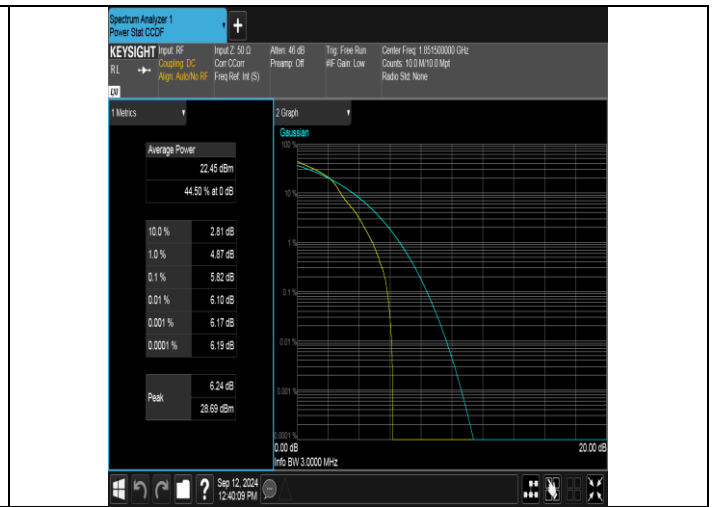 Spectrum Analyzer 1
Power Stat CCDF
+
KEYSIGHT Input: RF Input Z: 50 Ω Atten: 46 dB Trig: Free Run Center Freq: 1.851500000 GHz
RL Coupling: DC Corr CCorr Preamp: Off #IF Gain: Low Counts: 10.0 M/10.0 Mpt
Align: Auto/No RF Freq Ref: Int (S) Radio Std: None
LXI
1 Metrics
2 Graph
Average Power
22.45 dBm
44.50 % at 0 dB
10.0 % 2.81 dB
1.0 % 4.87 dB
0.1 % 5.82 dB
0.01 % 6.10 dB
0.001 % 6.17 dB
0.0001 % 6.19 dB
Peak 6.24 dB
28.69 dBm
Gaussian
100 %
10 %
1 %
0.1 %
0.01 %
0.001 %
0.0001 %
0.00 dB 20.00 dB
Info BW 3.0000 MHz
?
Sep 12, 2024
12:40:09 PM